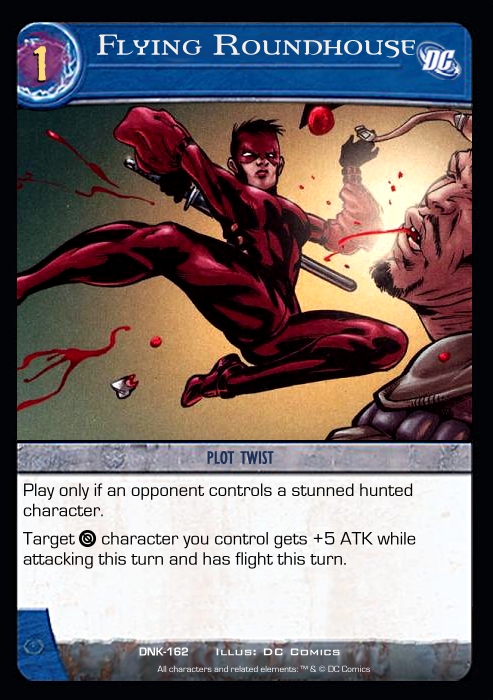 1
Flying Roundhouse
DC
PLOT TWIST
Play only if an opponent controls a stunned hunted
character.
Target character you control gets +5 ATK while
attacking this turn and has flight this turn.
DNK-162 Illus: DC Comics
All characters and related elements: ™ & © DC Comics